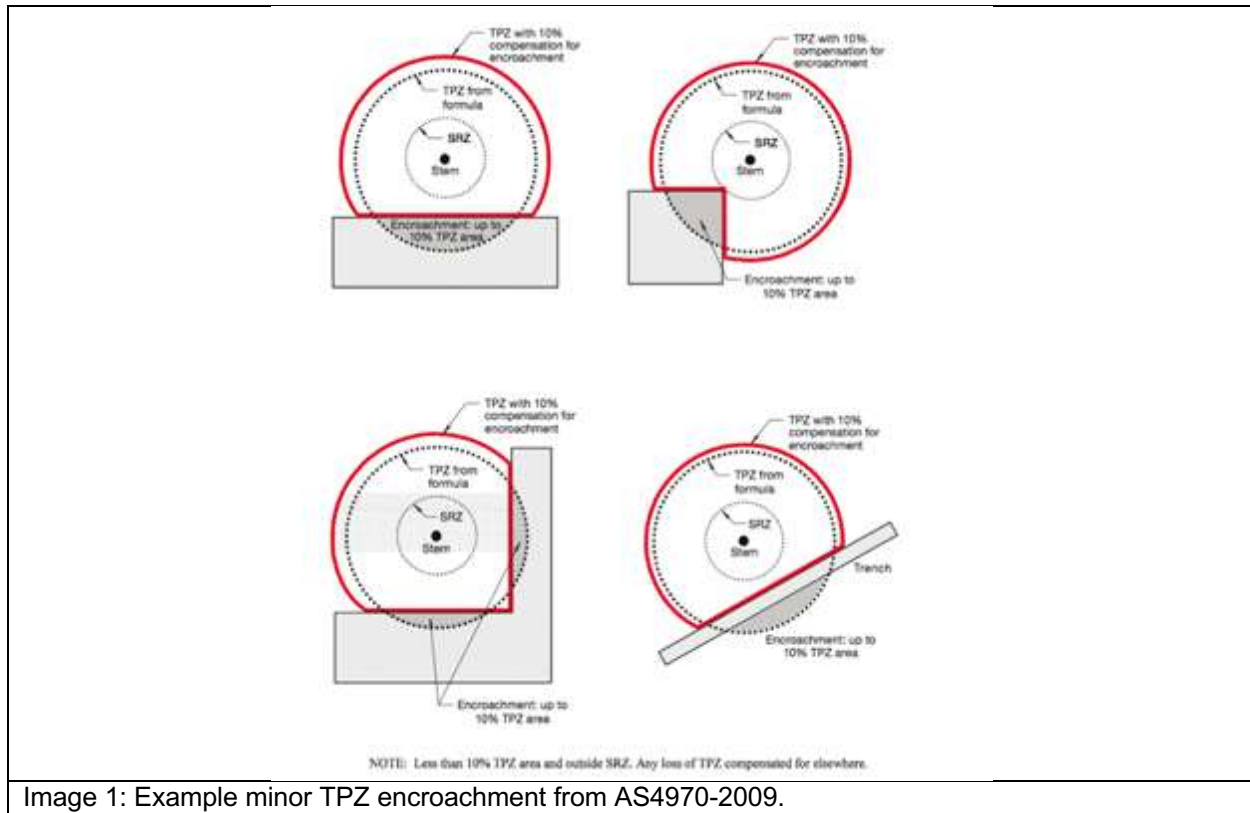 TPZ with 10%
compensation for
encroachment
TPZ from
formula
SRZ
Stem
Encroachment: up to
10% TPZ area
TPZ with 10%
compensation for
encroachment
TPZ from
formula
SRZ
Stem
Encroachment: up to
10% TPZ area
TPZ with 10%
compensation for
encroachment
TPZ from
formula
SRZ
Stem
Encroachment: up to
10% TPZ area
TPZ with 10%
compensation for
encroachment
TPZ from
formula
SRZ
Stem
Trench
Encroachment: up to
10% TPZ area
NOTE: Less than 10% TPZ area and outside SRZ. Any loss of TPZ compensated for elsewhere.
Image 1: Example minor TPZ encroachment from AS4970-2009.